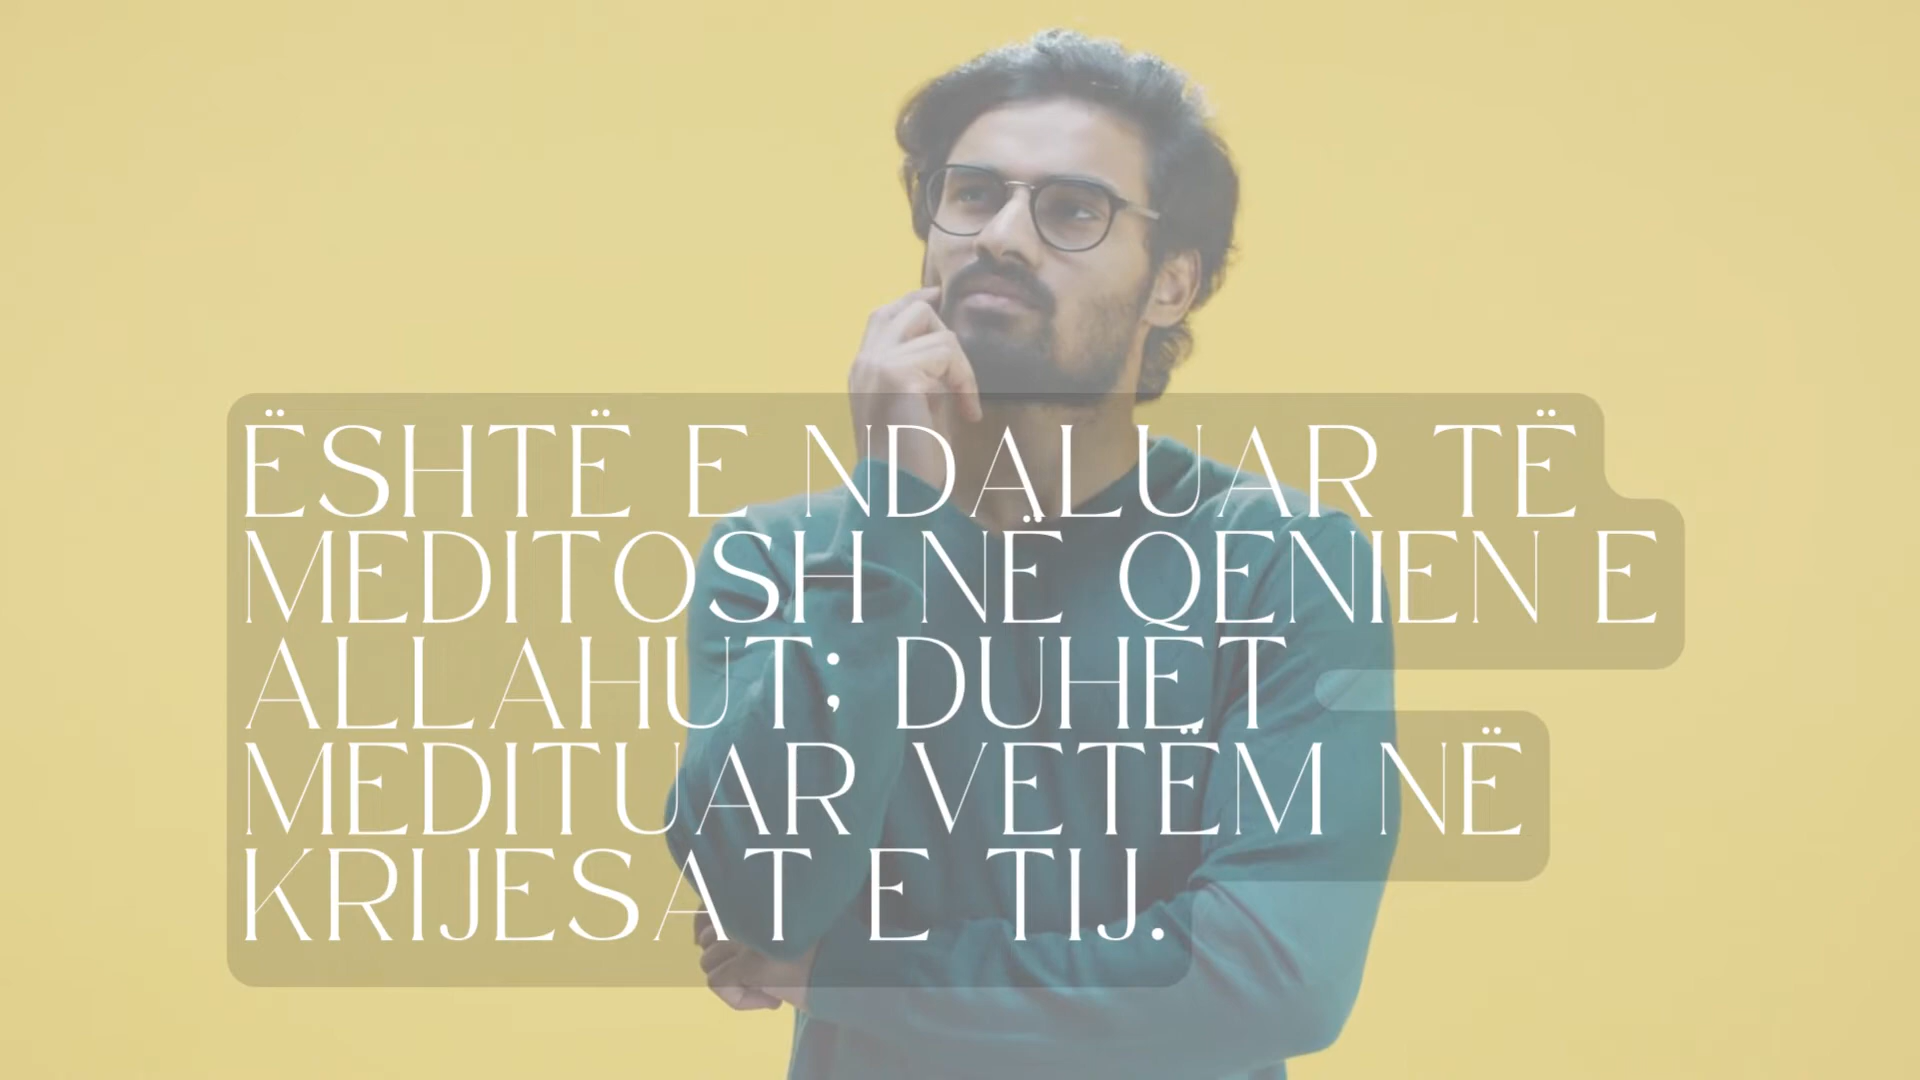 ËSHTË E NDALUAR TË
MEDITOSH NË QENIEN E
ALLAHUT; DUHET
MEDITUAR VETËM NË
KRIJESAT E TIJ.